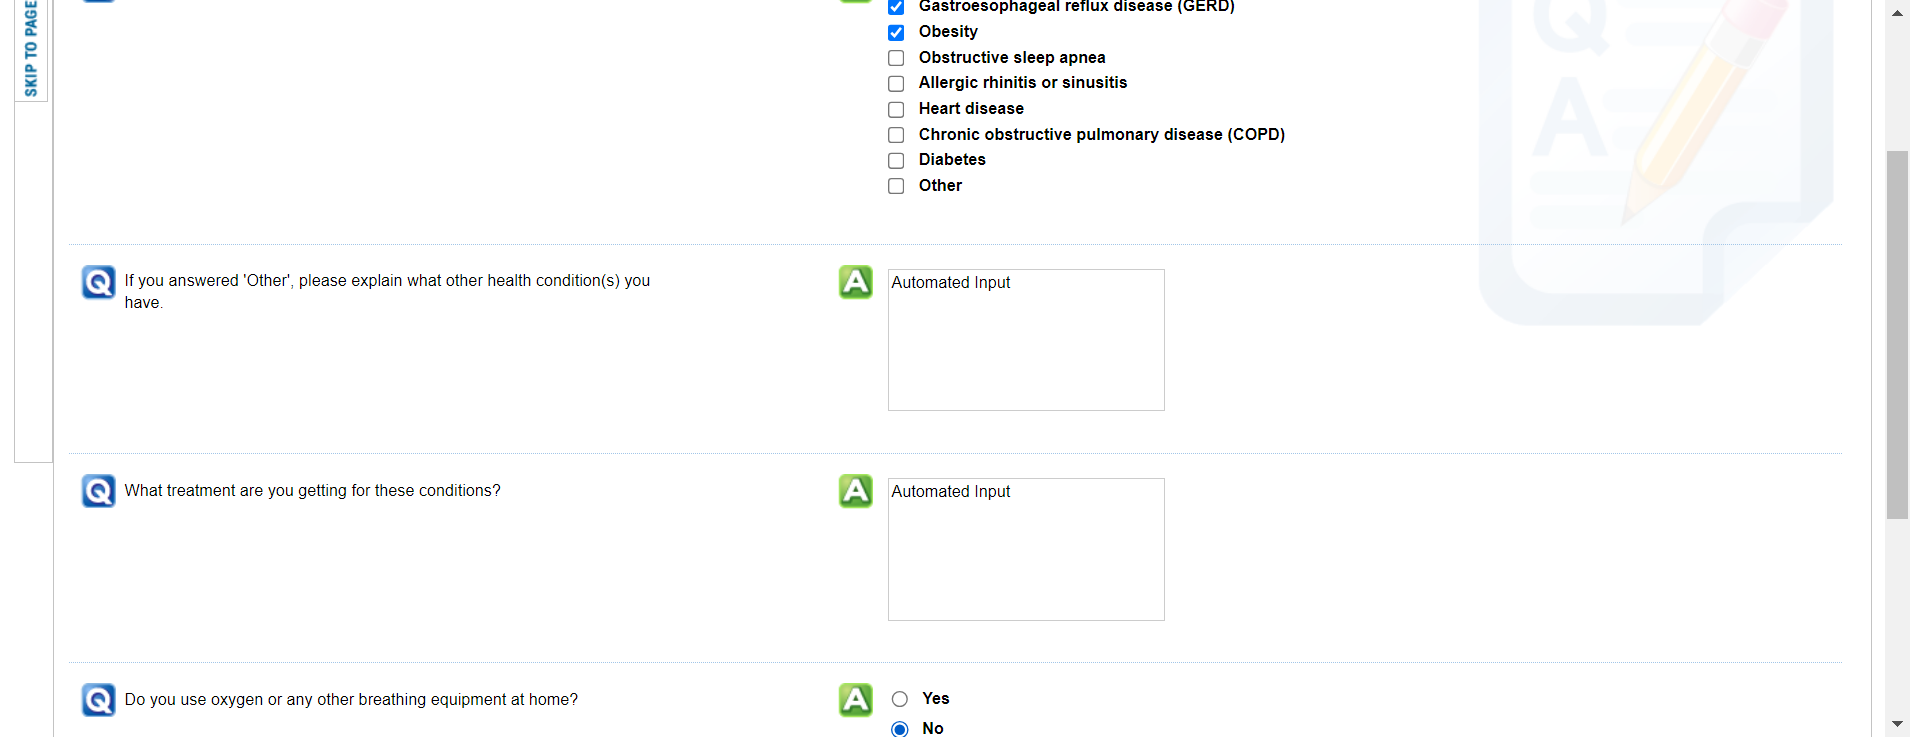 SKIP TO PAGE
Gastroesophageal reflux disease (GERD)
Obesity
Obstructive sleep apnea
Allergic rhinitis or sinusitis
Heart disease
Chronic obstructive pulmonary disease (COPD)
Diabetes
Other
Q
A
Q If you answered 'Other', please explain what other health condition(s) you
have.
A Automated Input
Q What treatment are you getting for these conditions?
A Automated Input
Q Do you use oxygen or any other breathing equipment at home?
A Yes
No